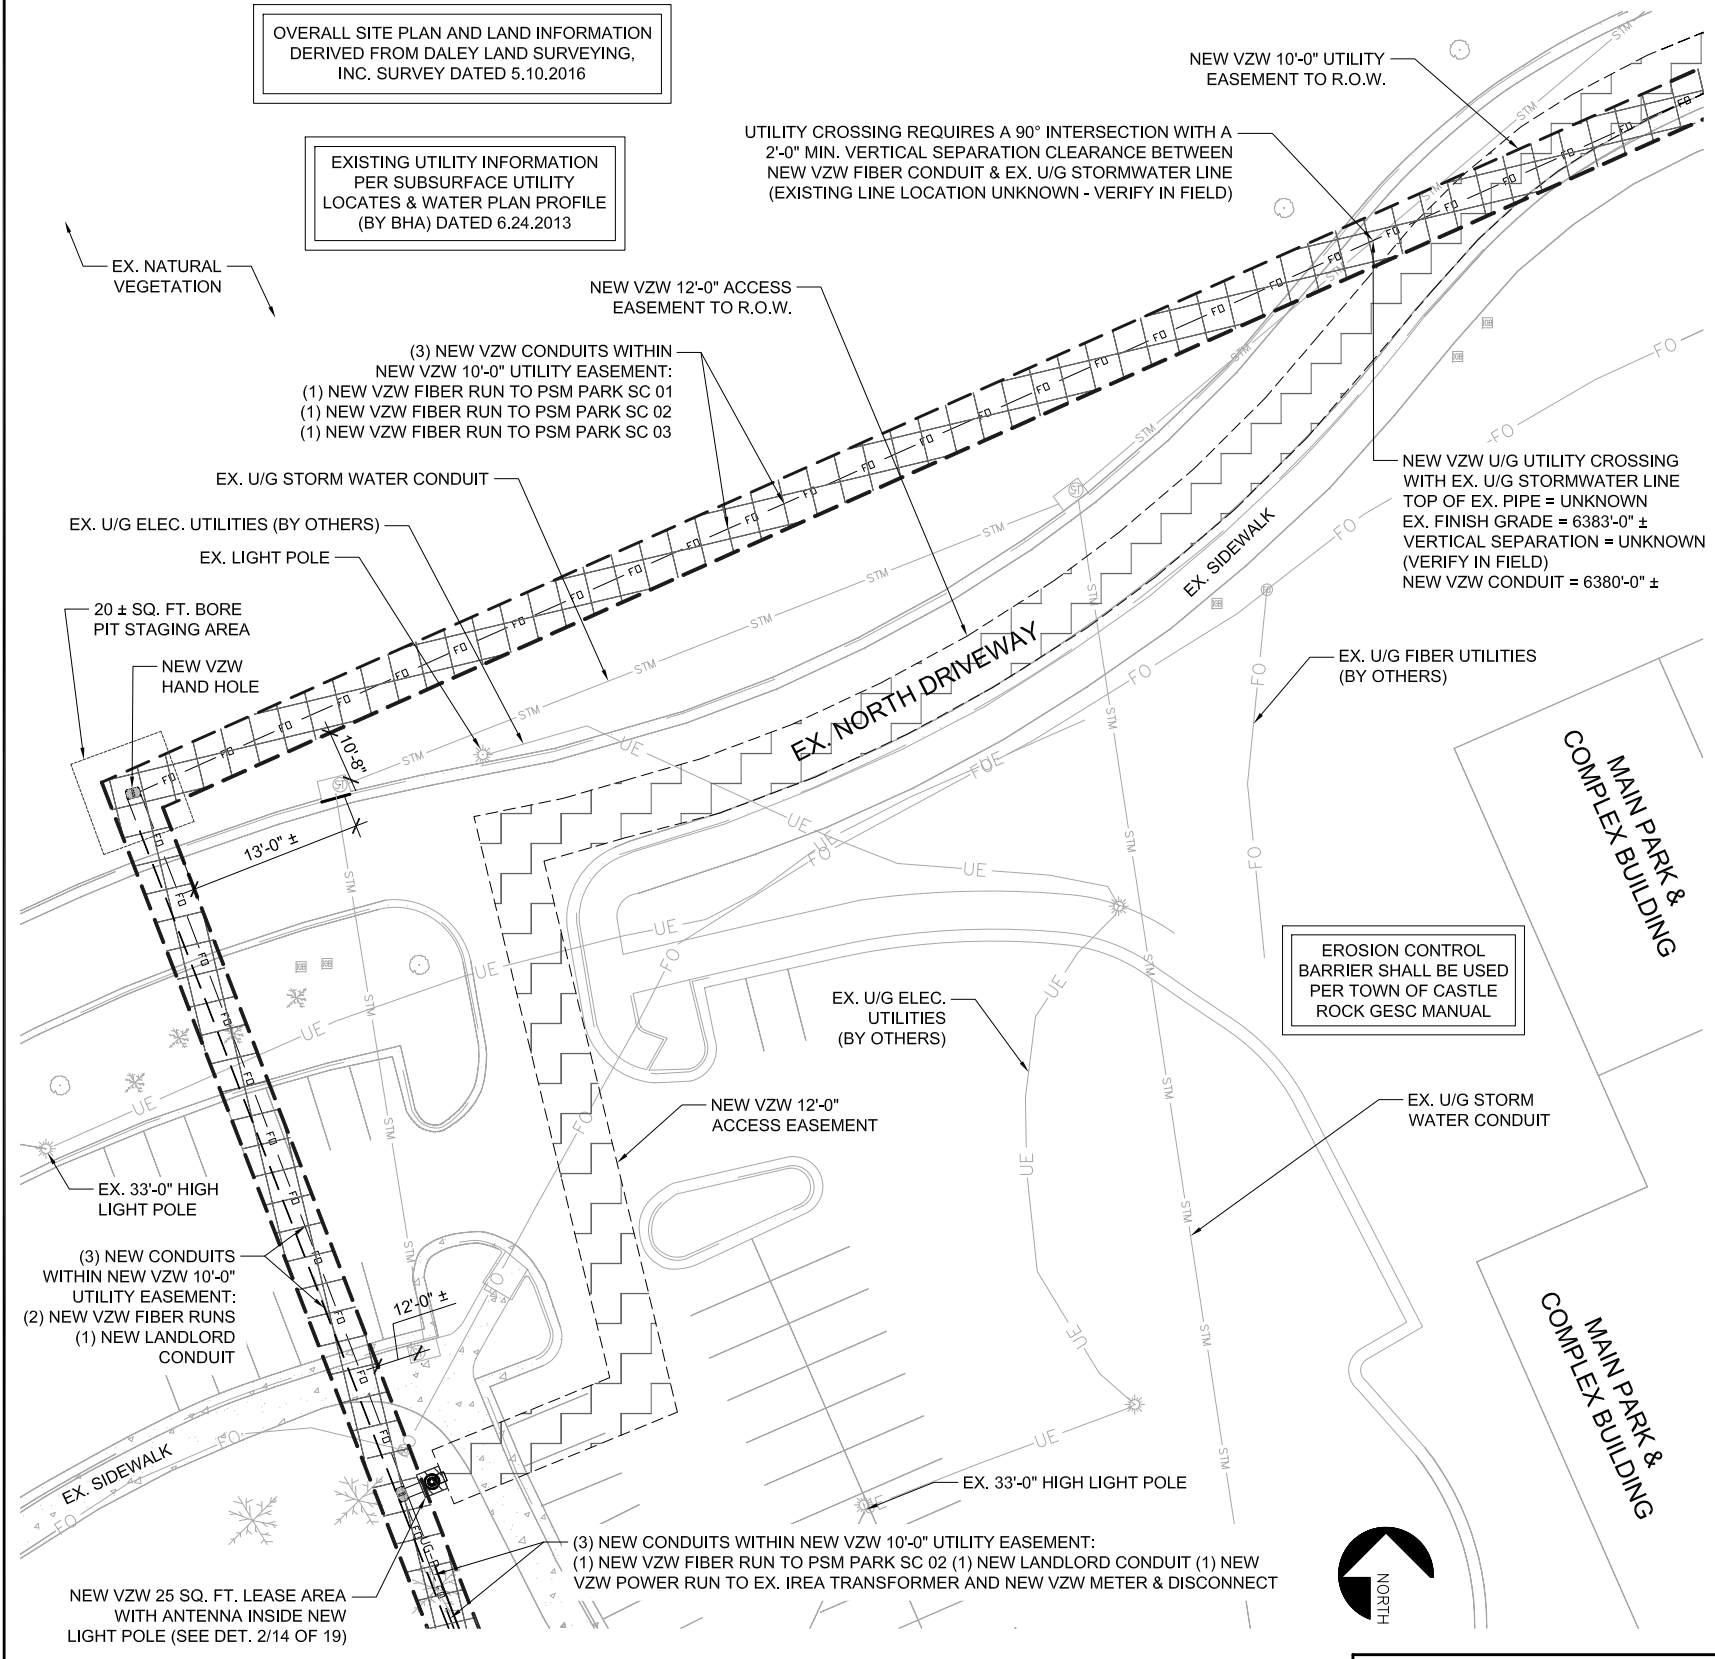 OVERALL SITE PLAN AND LAND INFORMATION
DERIVED FROM DALEY LAND SURVEYING,
INC. SURVEY DATED 5.10.2016
EXISTING UTILITY INFORMATION
PER SUBSURFACE UTILITY
LOCATES & WATER PLAN PROFILE
(BY BHA) DATED 6.24.2013
NEW VZW 10'-0" UTILITY
EASEMENT TO R.O.W.
UTILITY CROSSING REQUIRES A 90° INTERSECTION WITH A
2'-0" MIN. VERTICAL SEPARATION CLEARANCE BETWEEN
NEW VZW FIBER CONDUIT & EX. U/G STORMWATER LINE
(EXISTING LINE LOCATION UNKNOWN - VERIFY IN FIELD)
EX. NATURAL
VEGETATION
NEW VZW 12'-0" ACCESS
EASEMENT TO R.O.W.
(3) NEW VZW CONDUITS WITHIN
NEW VZW 10'-0" UTILITY EASEMENT:
(1) NEW VZW FIBER RUN TO PSM PARK SC 01
(1) NEW VZW FIBER RUN TO PSM PARK SC 02
(1) NEW VZW FIBER RUN TO PSM PARK SC 03
EX. U/G STORM WATER CONDUIT
EX. U/G ELEC. UTILITIES (BY OTHERS)
EX. LIGHT POLE
20 ± SQ. FT. BORE
PIT STAGING AREA
NEW VZW
HAND HOLE
NEW VZW U/G UTILITY CROSSING
WITH EX. U/G STORMWATER LINE
TOP OF EX. PIPE = UNKNOWN
EX. FINISH GRADE = 6383'-0" ±
VERTICAL SEPARATION = UNKNOWN
(VERIFY IN FIELD)
NEW VZW CONDUIT = 6380'-0" ±
EX. SIDEWALK
EX. NORTH DRIVEWAY
EX. U/G FIBER UTILITIES
(BY OTHERS)
10'-8"
13'-0" ±
MAIN PARK &
COMPLEX BUILDING
EROSION CONTROL
BARRIER SHALL BE USED
PER TOWN OF CASTLE
ROCK GESC MANUAL
EX. U/G ELEC.
UTILITIES
(BY OTHERS)
NEW VZW 12'-0"
ACCESS EASEMENT
EX. U/G STORM
WATER CONDUIT
EX. 33'-0" HIGH
LIGHT POLE
(3) NEW CONDUITS
WITHIN NEW VZW 10'-0"
UTILITY EASEMENT:
(2) NEW VZW FIBER RUNS
(1) NEW LANDLORD
CONDUIT
12'-0" ±
MAIN PARK &
COMPLEX BUILDING
EX. SIDEWALK
EX. 33'-0" HIGH LIGHT POLE
(3) NEW CONDUITS WITHIN NEW VZW 10'-0" UTILITY EASEMENT:
(1) NEW VZW FIBER RUN TO PSM PARK SC 02 (1) NEW LANDLORD CONDUIT (1) NEW
VZW POWER RUN TO EX. IREA TRANSFORMER AND NEW VZW METER & DISCONNECT
NEW VZW 25 SQ. FT. LEASE AREA
WITH ANTENNA INSIDE NEW
LIGHT POLE (SEE DET. 2/14 OF 19)
NORTH
STM
UE
FO